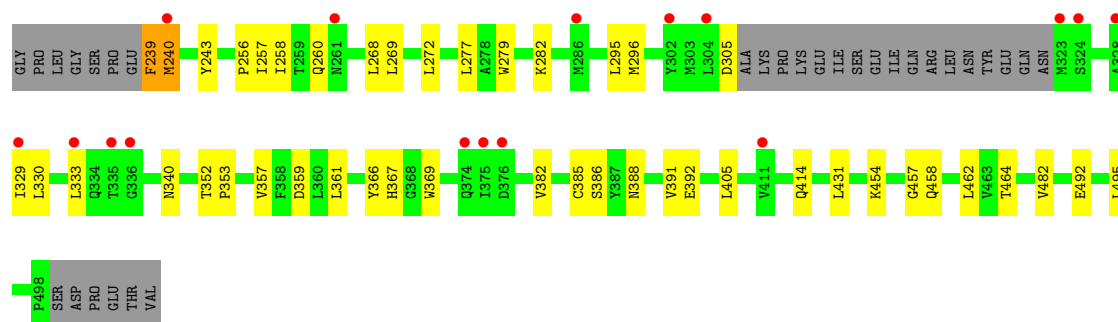 GLY PRO LEU GLY SER PRO GLU F239 M240 Y243 P256 I257 I258 T259 Q260 N261 L268 L269 L272 L277 A278 W279 K282 M286 L295 M296 Y302 M303 L304 D305 ALA LYS PRO LYS GLU ILE SER GLU ILE ILE GLN ARG LEU ASN TYR GLU GLN ASN M323 S324 A328
I329 L330 L333 Q334 T335 G336 N340 T352 P353 V357 F358 D359 L360 L361 Y366 H367 G368 W369 Q374 I375 D376 V382 C385 S386 Y387 N388 V391 E392 L405 V411 Q414 L431 K454 G457 Q458 L462 V463 T464 V482 E492 L495
P498 SER ASP PRO GLU THR VAL